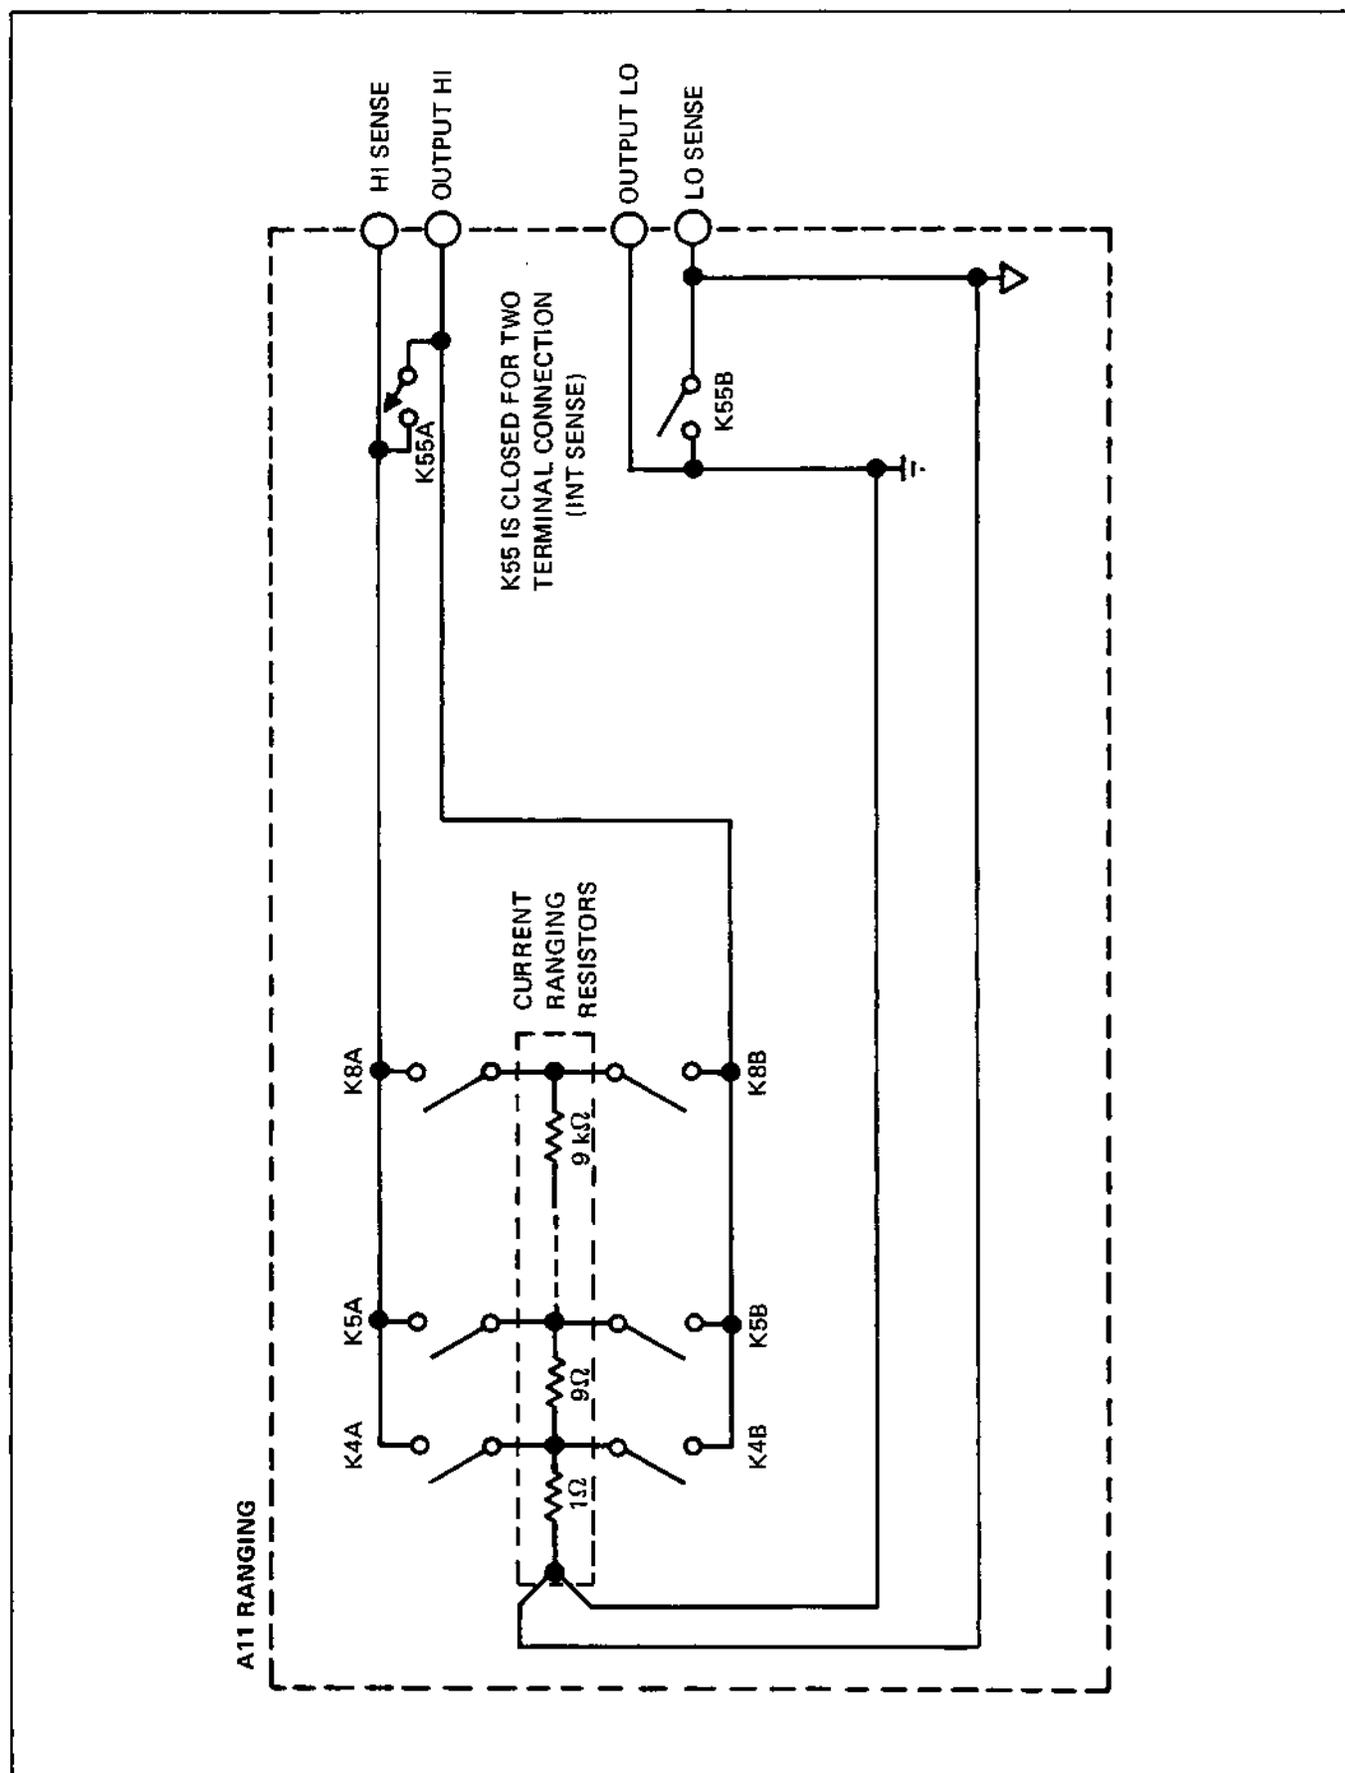 A11 RANGING
K4A
K5A
K8A
K55A
HI SENSE
OUTPUT HI
CURRENT
RANGING
RESISTORS
1Ω
9Ω
9 kΩ
K55 IS CLOSED FOR TWO
TERMINAL CONNECTION
(INT SENSE)
OUTPUT LO
LO SENSE
K55B
K4B
K5B
K8B